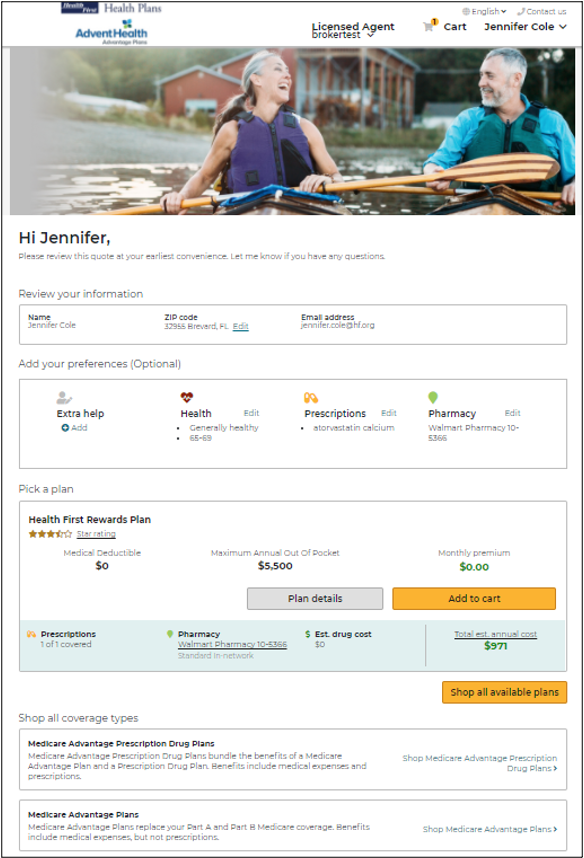 Health First Health Plans
English
Contact us
AdventHealth
Advantage Plans
Licensed Agent
brokertest
1
Cart
Jennifer Cole
Hi Jennifer,
Please review this quote at your earliest convenience. Let me know if you have any questions.
Review your information
Name
Jennifer Cole
ZIP code
32955 Brevard, FL Edit
Email address
jennifer.cole@hf.org
Add your preferences (Optional)
Extra help
Add
Health Edit
• Generally healthy
• 65-69
Prescriptions Edit
• atorvastatin calcium
Pharmacy Edit
Walmart Pharmacy 10-
5366
Pick a plan
Health First Rewards Plan
Star rating
Medical Deductible
$0
Maximum Annual Out Of Pocket
$5,500
Monthly premium
$0.00
Plan details
Add to cart
Prescriptions
1 of 1 covered
Pharmacy
Walmart Pharmacy 10-5366
Standard In-network
$ Est. drug cost
$0
Total est. annual cost
$971
Shop all available plans
Shop all coverage types
Medicare Advantage Prescription Drug Plans
Medicare Advantage Prescription Drug Plans bundle the benefits of a Medicare
Advantage Plan and a Prescription Drug Plan. Benefits include medical expenses and
prescriptions.
Shop Medicare Advantage Prescription
Drug Plans
Medicare Advantage Plans
Medicare Advantage Plans replace your Part A and Part B Medicare coverage. Benefits
include medical expenses, but not prescriptions.
Shop Medicare Advantage Plans